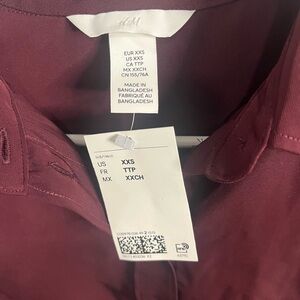 H&M
EUR XXS
US XXS
CA TTP
MX XXCH
CN 155/76A
MADE IN
BANGLADESH
FABRIQUÉ AU
BANGLADESH
US XXS
FR TTP
MX XXCH